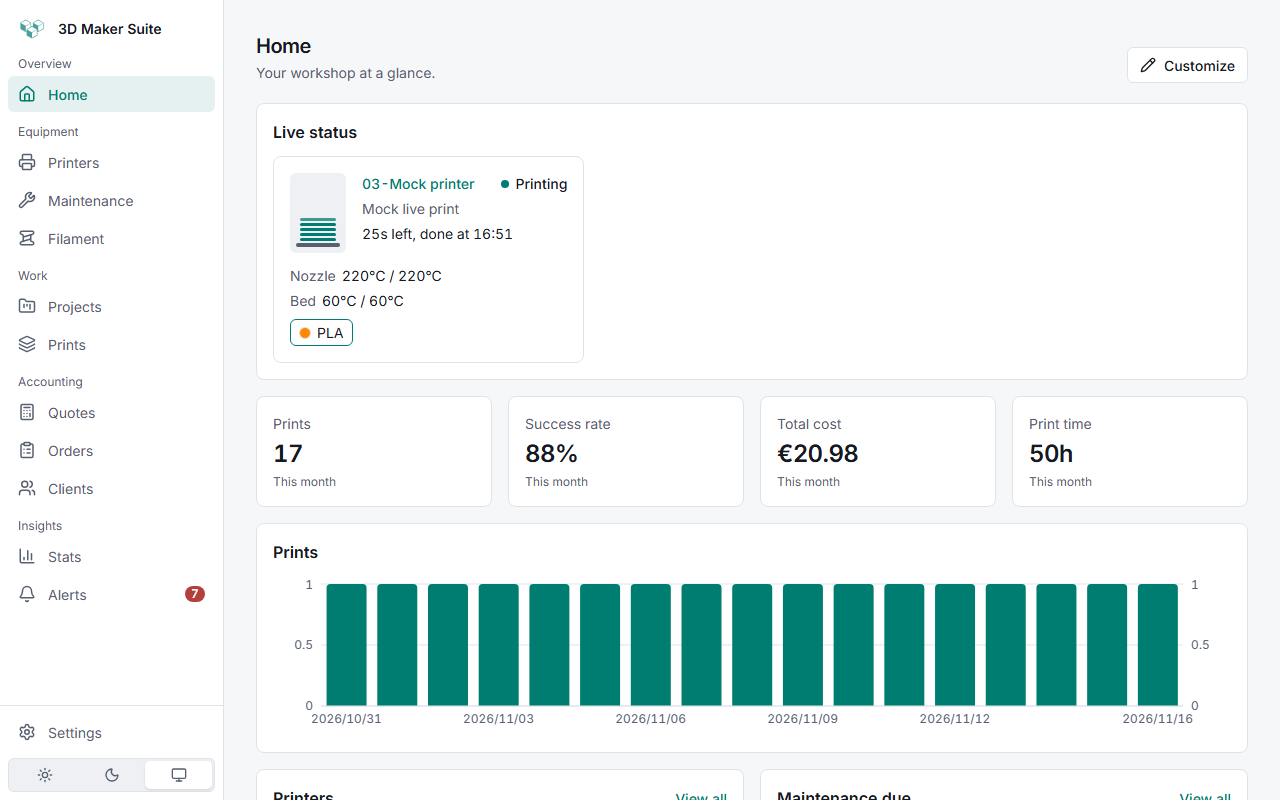 3D Maker Suite
Overview
Home
Equipment
Printers
Maintenance
Filament
Work
Projects
Prints
Accounting
Quotes
Orders
Clients
Insights
Stats
Alerts 7
Settings
Home
Your workshop at a glance.
Customize
Live status
03-Mock printer Printing
Mock live print
25s left, done at 16:51
Nozzle 220°C / 220°C
Bed 60°C / 60°C
PLA
Prints
17
This month
Success rate
88%
This month
Total cost
€20.98
This month
Print time
50h
This month
Prints
1 1
0.5 0.5
0 0
2026/10/31 2026/11/03 2026/11/06 2026/11/09 2026/11/12 2026/11/16
Printers View all
Maintenance due View all